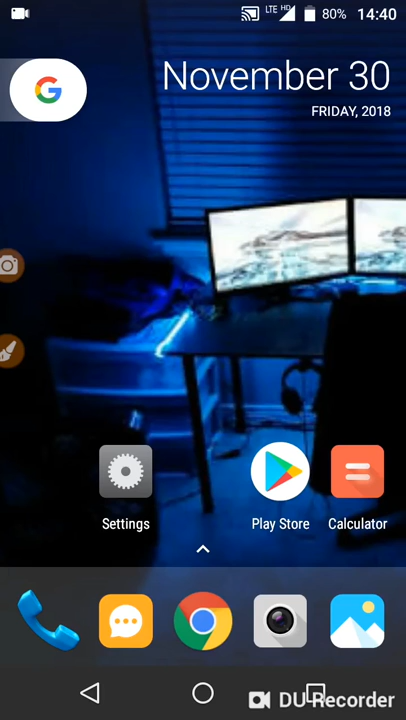 LTE HD 80% 14:40
G
November 30
FRIDAY, 2018
Settings
Play Store
Calculator
DU Recorder